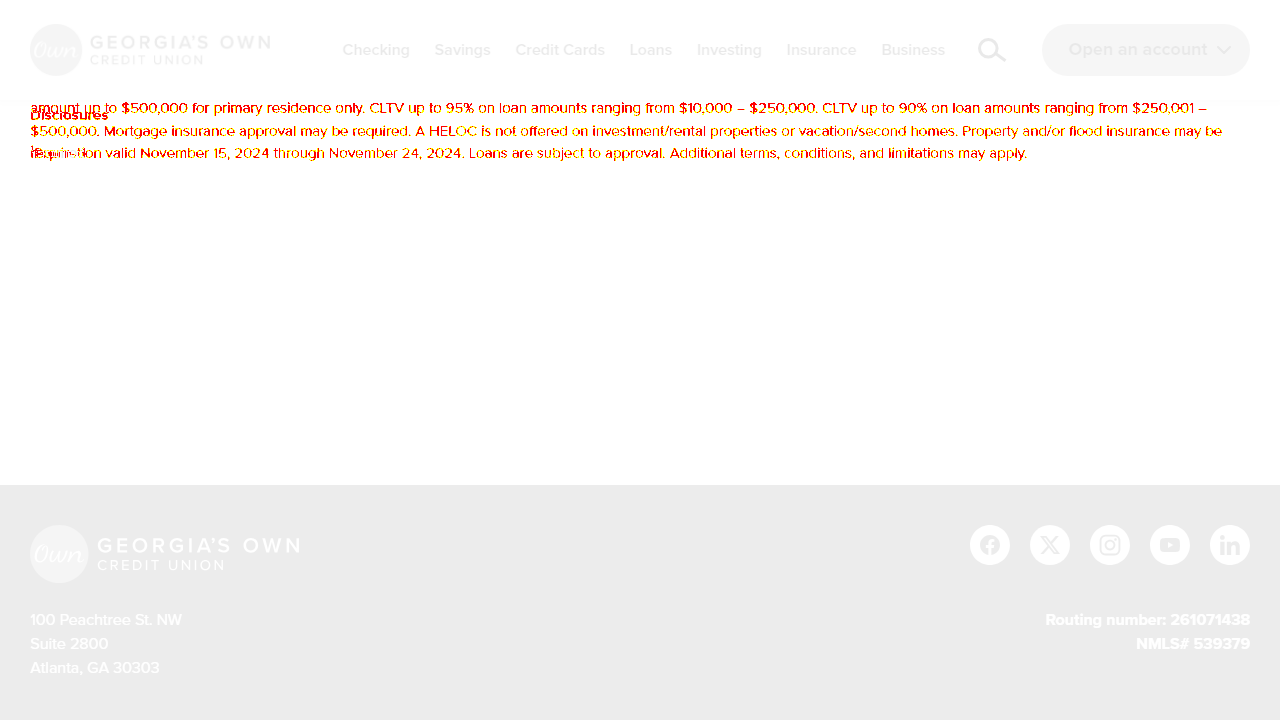 Own GEORGIA'S OWN
CREDIT UNION
Checking Savings Credit Cards Loans Investing Insurance Business
Open an account
amount up to $500,000 for primary residence only. CLTV up to 95% on loan amounts ranging from $10,000 – $250,000. CLTV up to 90% on loan amounts ranging from $250,001 –
Disclosures
$500,000. Mortgage insurance approval may be required. A HELOC is not offered on investment/rental properties or vacation/second homes. Property and/or flood insurance may be
valid November 15, 2024 through November 24, 2024. Loans are subject to approval. Additional terms, conditions, and limitations may apply.
Own GEORGIA'S OWN
CREDIT UNION
100 Peachtree St. NW
Suite 2800
Atlanta, GA 30303
Routing number: 261071438
NMLS# 539379